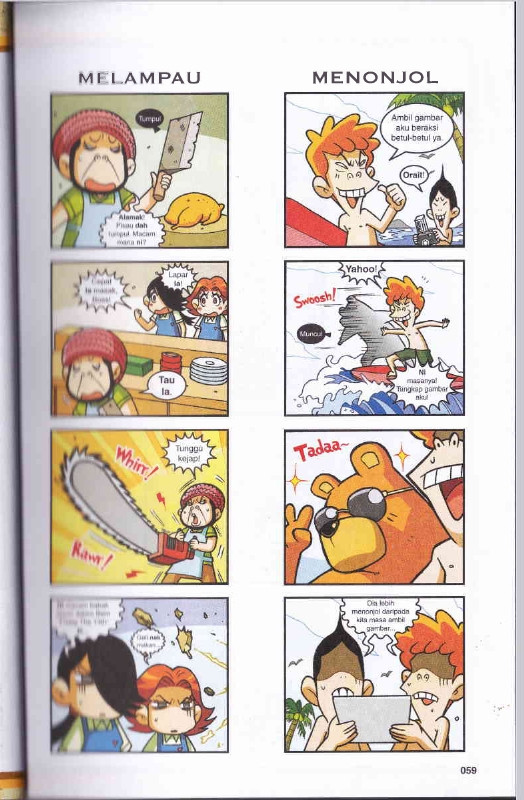 MELAMPAU
Tumpul
Alamak!
Pisau dah
tumpul. Macam
mana ni?
Cepat
la masak,
Boss!
Lapar
la!
Tau
la.
Whirr!
Tunggu
kejap!
Rawr!
makan...
MENONJOL
Ambil gambar
aku beraksi
betul-betul ya.
Orait!
Yahoo!
Swoosh!
Muncul
Ni
masanya!
Tangkap gambar
aku!
Tadaa~
Dia lebih
menonjol daripada
kita masa ambil
gambar...
059